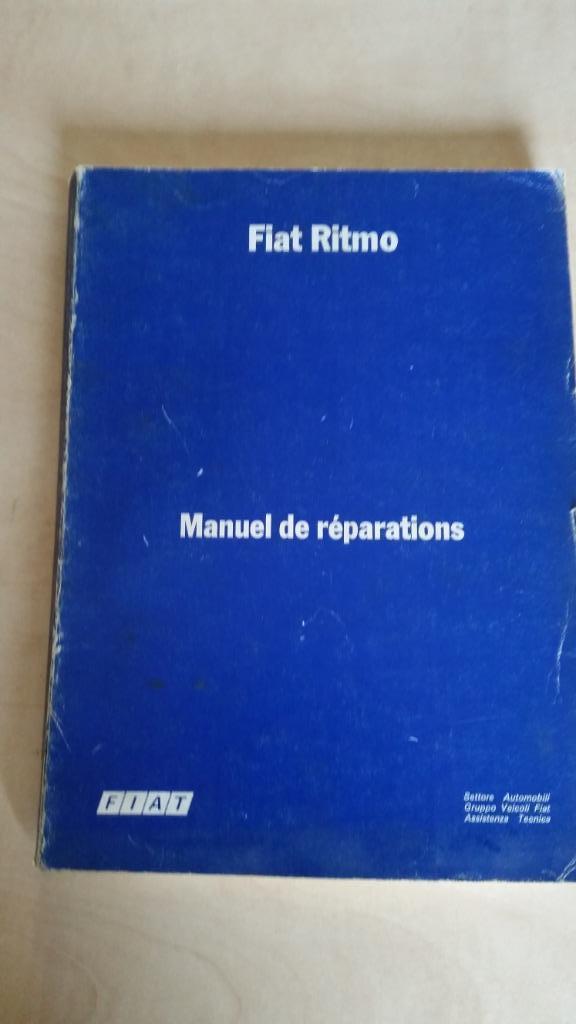 Fiat Ritmo
Manuel de réparations
FIAT
Settore Automobili
Gruppo Veicoli Fiat
Assistenza Tecnica